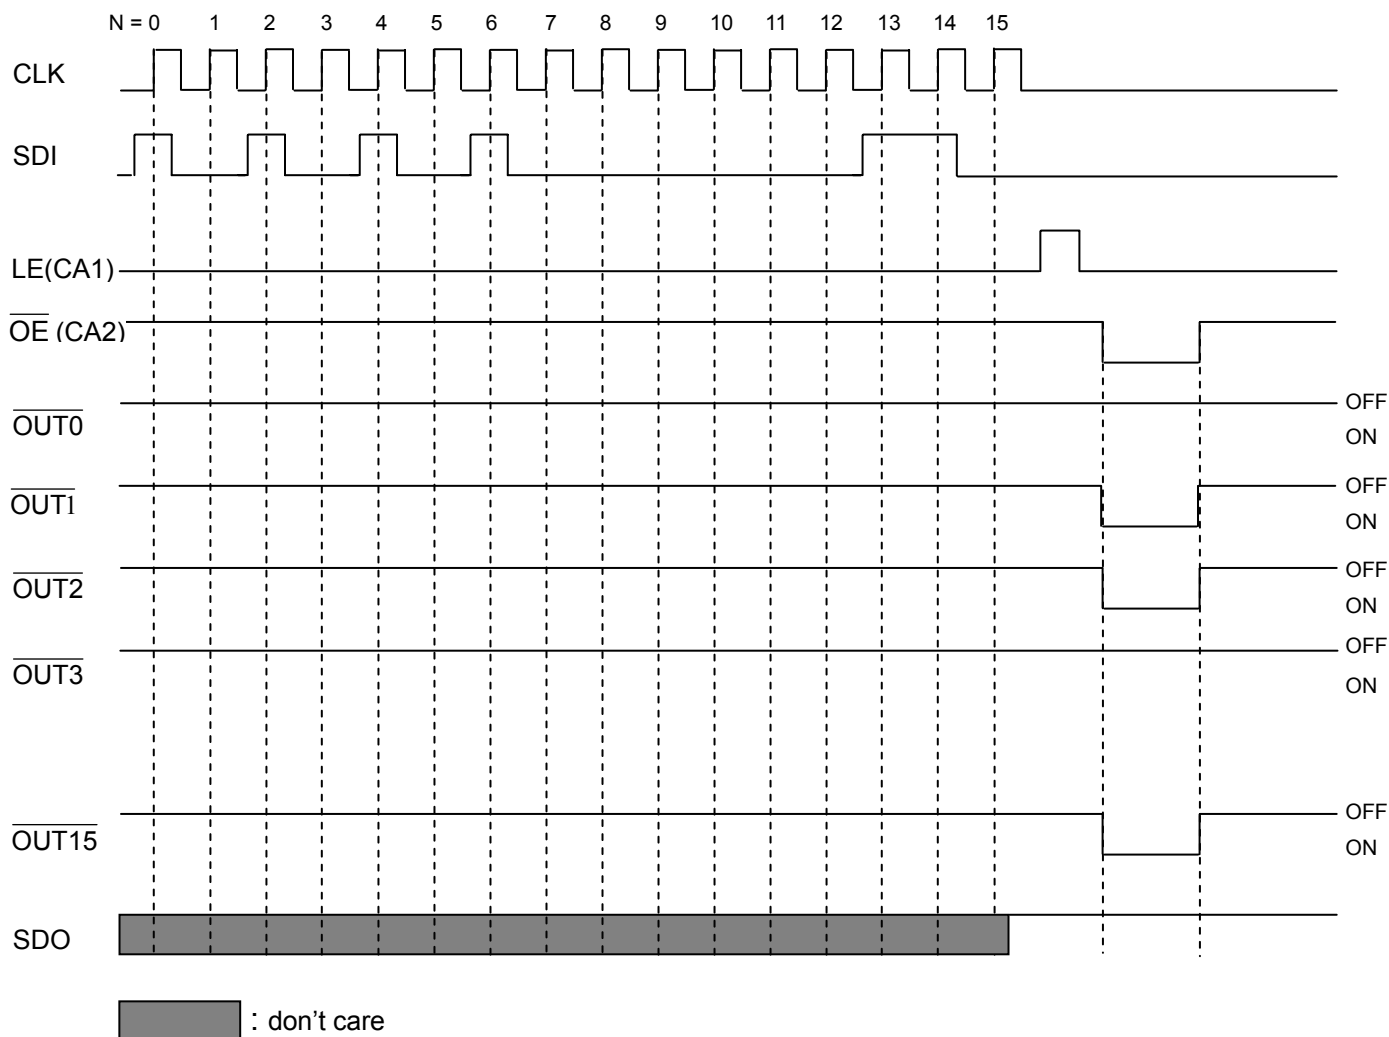 N = 0 1 2 3 4 5 6 7 8 9 10 11 12 13 14 15
CLK
SDI
LE(CA1)
OE (CA2)
OUT0
OFF
ON
OUT1
OFF
ON
OUT2
OFF
ON
OUT3
OFF
ON
OUT15
OFF
ON
SDO
: don't care